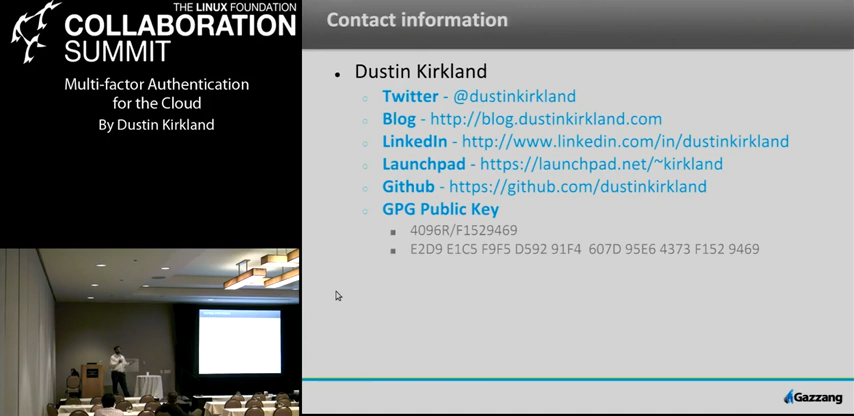 THE LINUX FOUNDATION
COLLABORATION
SUMMIT
Multi-factor Authentication
for the Cloud
By Dustin Kirkland
Contact information
Dustin Kirkland
Twitter - @dustinkirkland
Blog - http://blog.dustinkirkland.com
LinkedIn - http://www.linkedin.com/in/dustinkirkland
Launchpad - https://launchpad.net/~kirkland
Github - https://github.com/dustinkirkland
GPG Public Key
4096R/F1529469
E2D9 E1C5 F9F5 D592 91F4 607D 95E6 4373 F152 9469
Gazzang